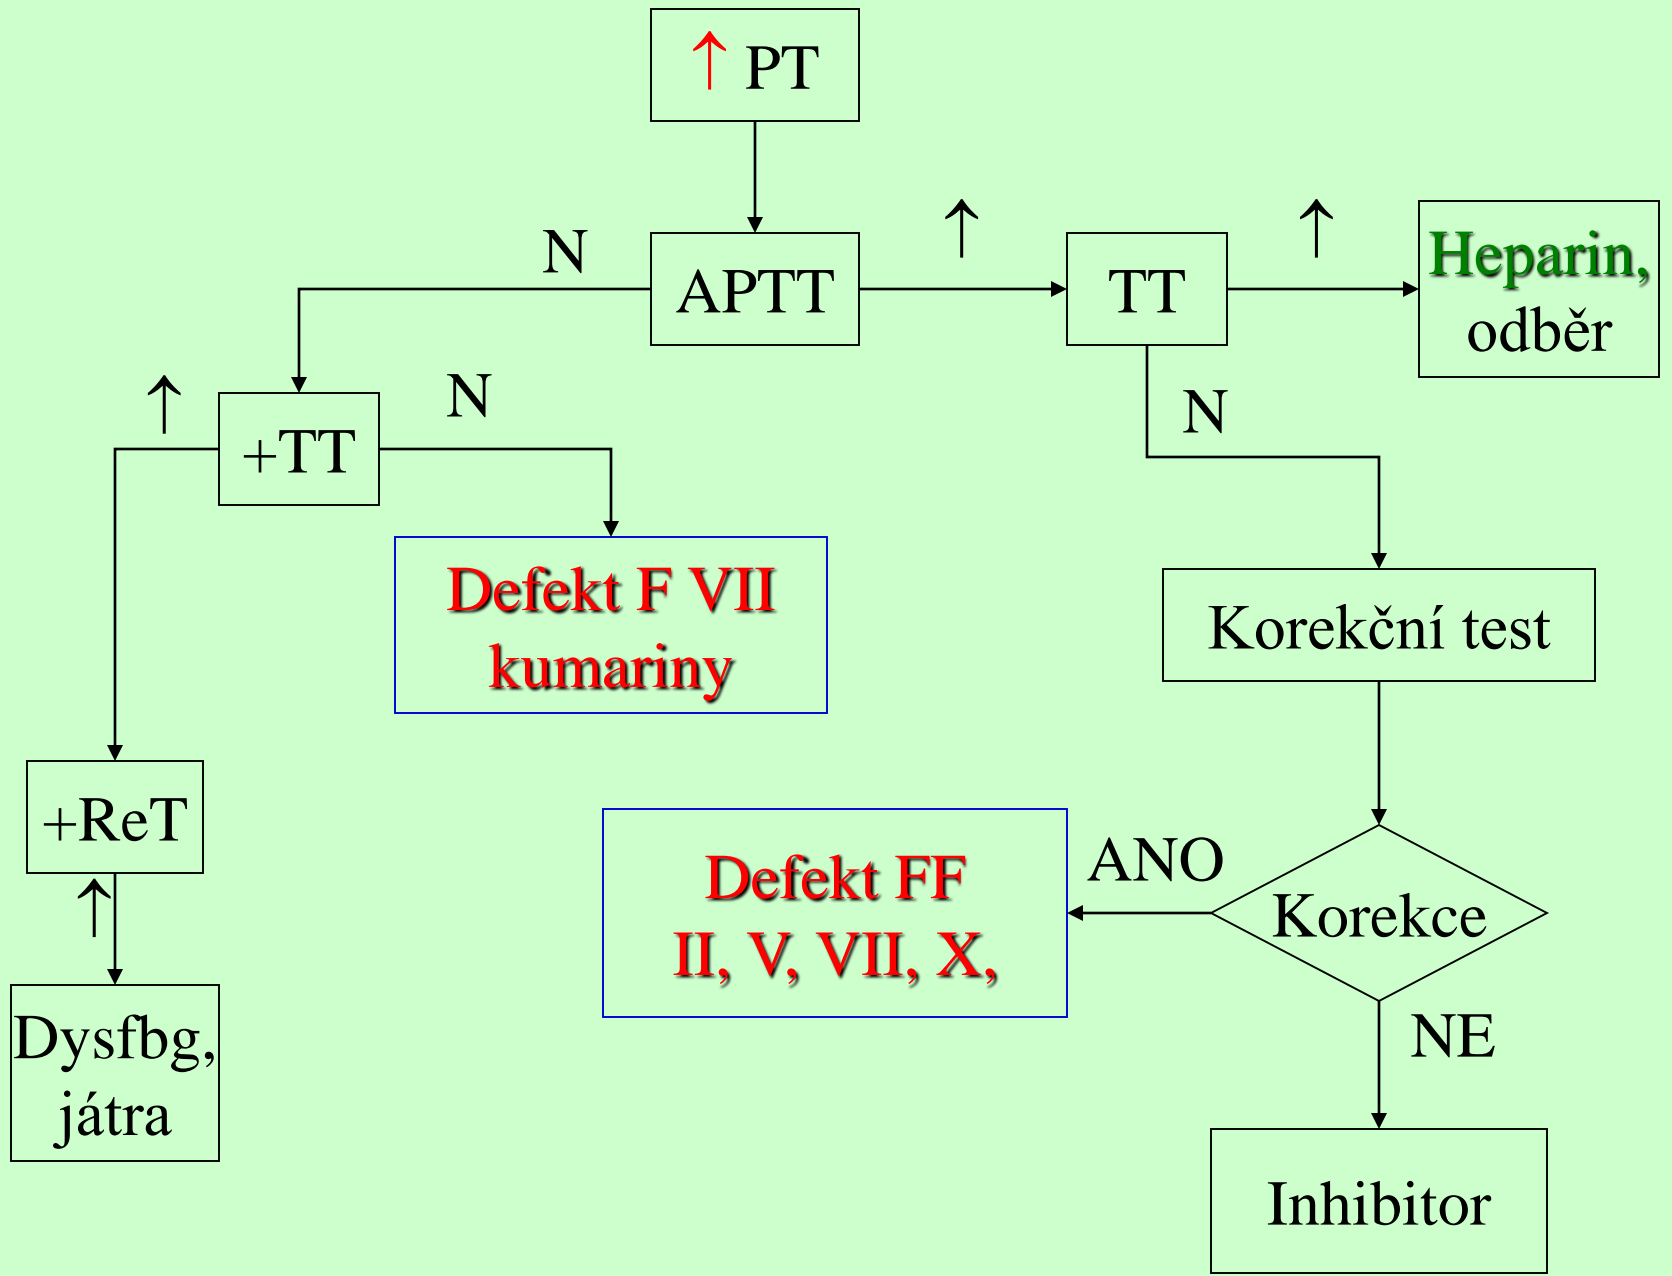 ↑ PT
N
APTT
↑
TT
↑
Heparin,
odběr
↑
+TT
N
N
Defekt F VII
kumariny
Korekční test
+ReT
↑
Defekt FF
II, V, VII, X,
ANO
Korekce
NE
Dysfbg,
játra
Inhibitor